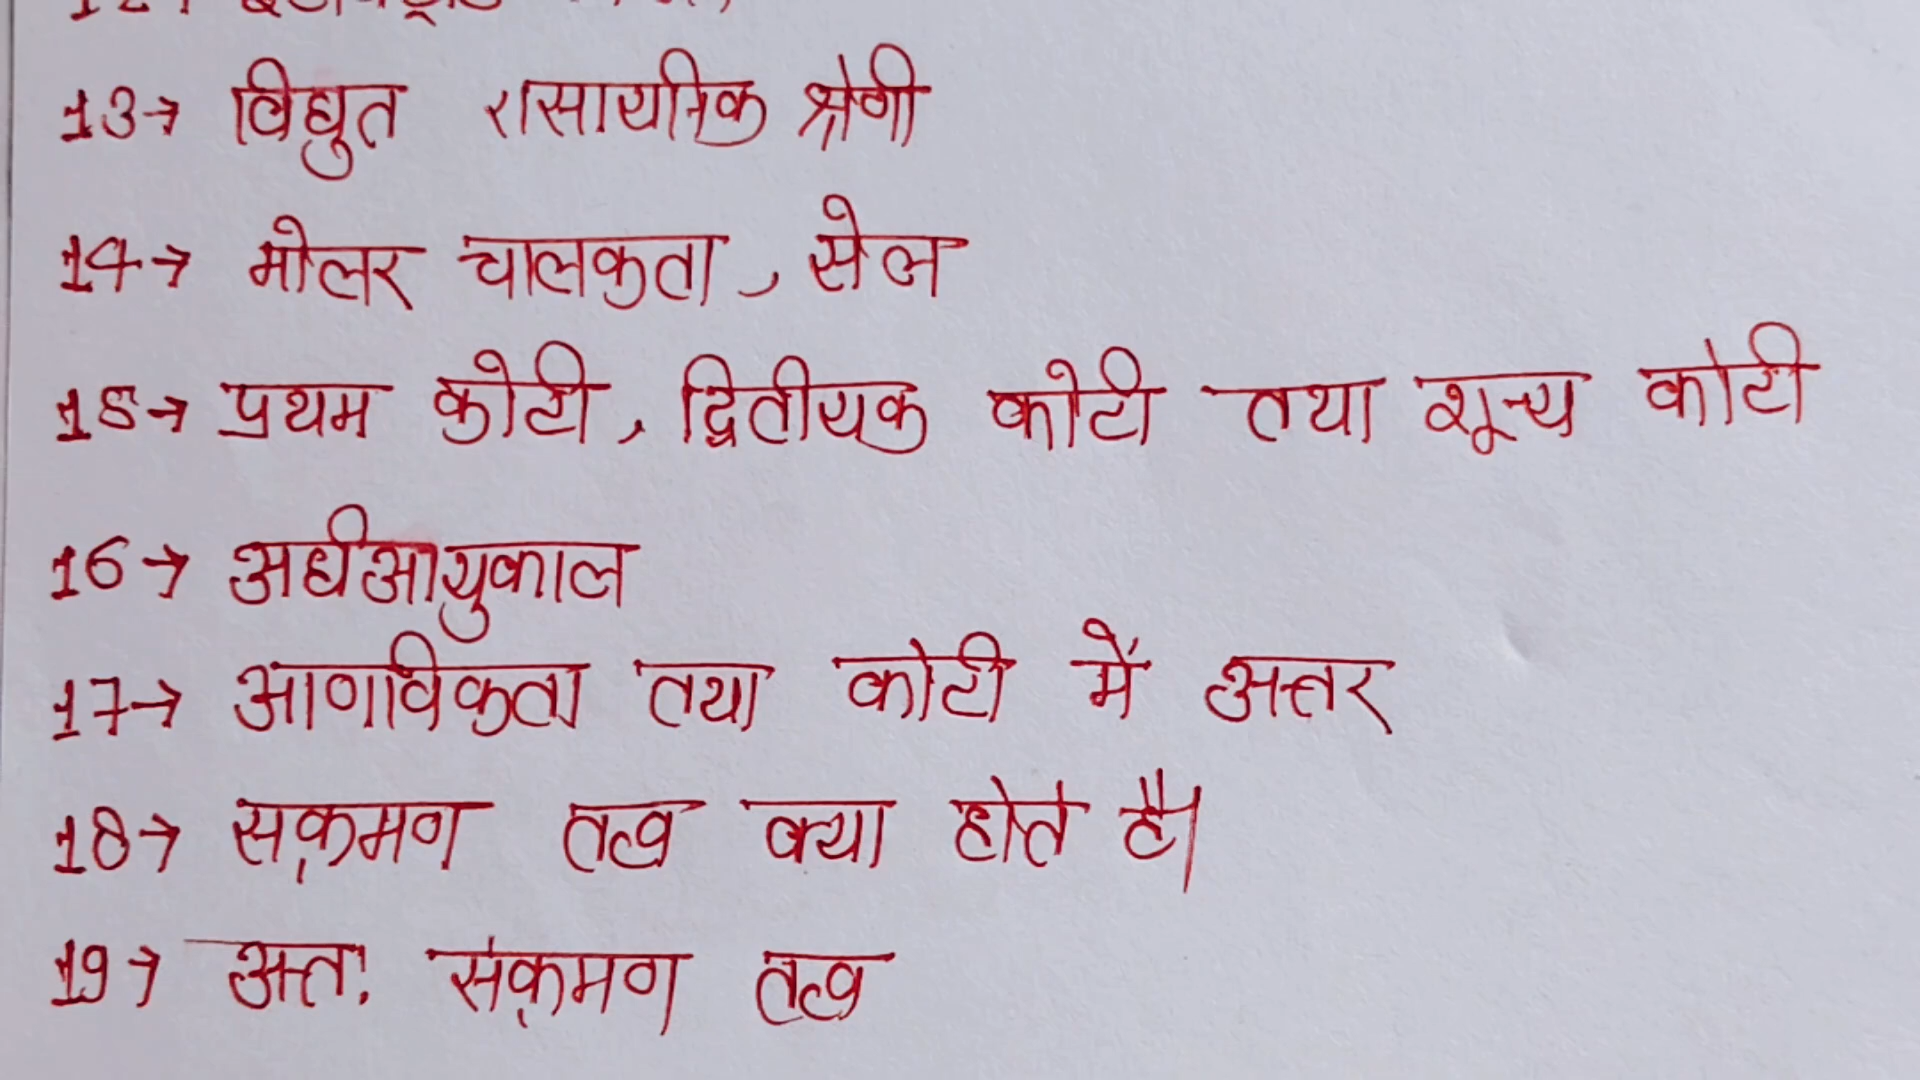 13→ विद्युत रासायनिक श्रेणी
14→ मोलर चालकता, सेल
15→ प्रथम कोटी, द्वितीयक कोटी तथा शून्य कोटी
16→ अर्धआयुकाल
17→ आणविकता तथा कोटी में अन्तर
18→ सक्रमण तत्व क्या होते है।
19→ अन्त: संक्रमण तत्व